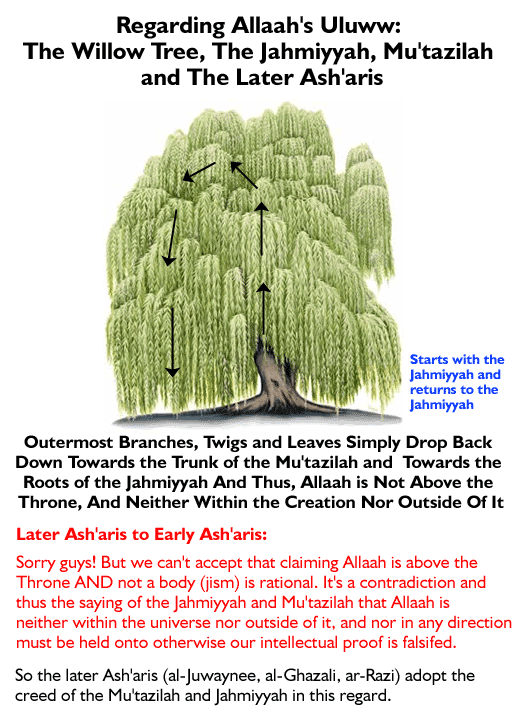 Regarding Allaah's Uluww:
The Willow Tree, The Jahmiyyah, Mu'tazilah
and The Later Ash'aris
Starts with the
Jahmiyyah and
returns to the
Jahmiyyah
Outermost Branches, Twigs and Leaves Simply Drop Back
Down Towards the Trunk of the Mu'tazilah and Towards the
Roots of the Jahmiyyah And Thus, Allaah is Not Above the
Throne, And Neither Within the Creation Nor Outside Of It
Later Ash'aris to Early Ash'aris:
Sorry guys! But we can't accept that claiming Allaah is above the
Throne AND not a body (jism) is rational. It's a contradiction and
thus the saying of the Jahmiyyah and Mu'tazilah that Allaah is
neither within the universe nor outside of it, and nor in any direction
must be held onto otherwise our intellectual proof is falsifed.
So the later Ash'aris (al-Juwaynee, al-Ghazali, ar-Razi) adopt the
creed of the Mu'tazilah and Jahmiyyah in this regard.